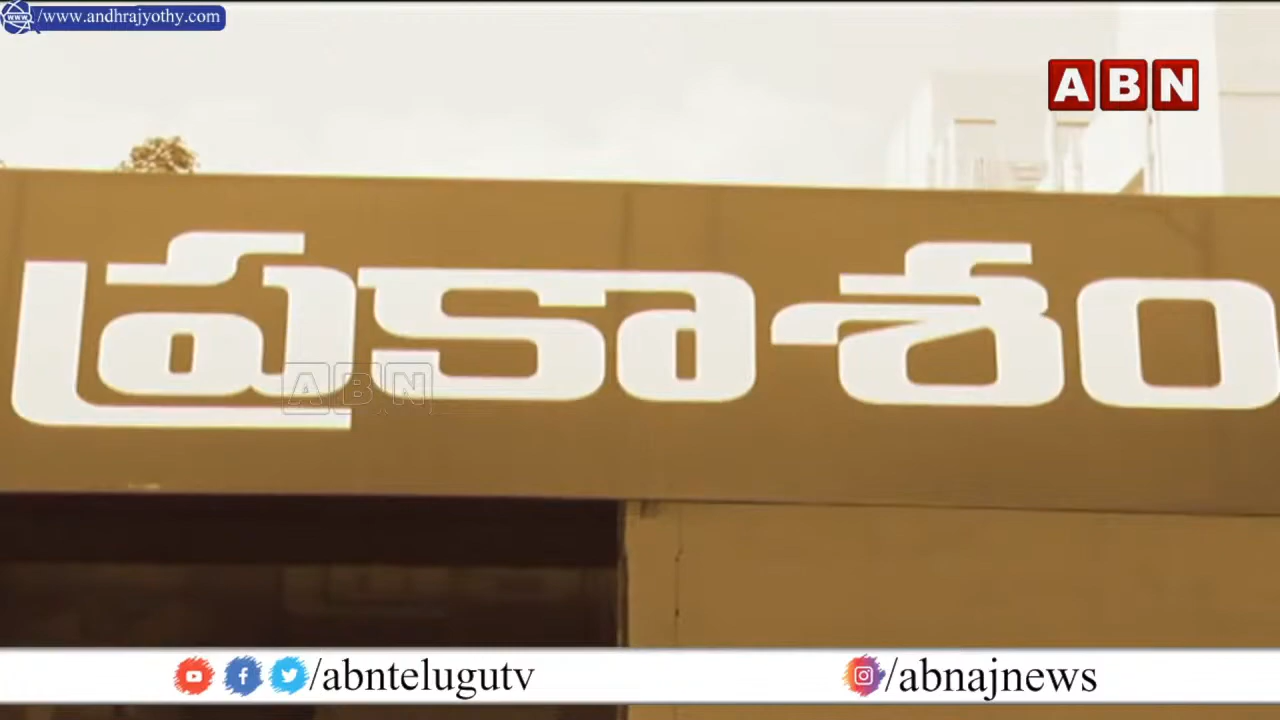 /www.andhrajyothy.com
ABN
ప్రకాశం
ABN
/abntelugutv
/abnajnews